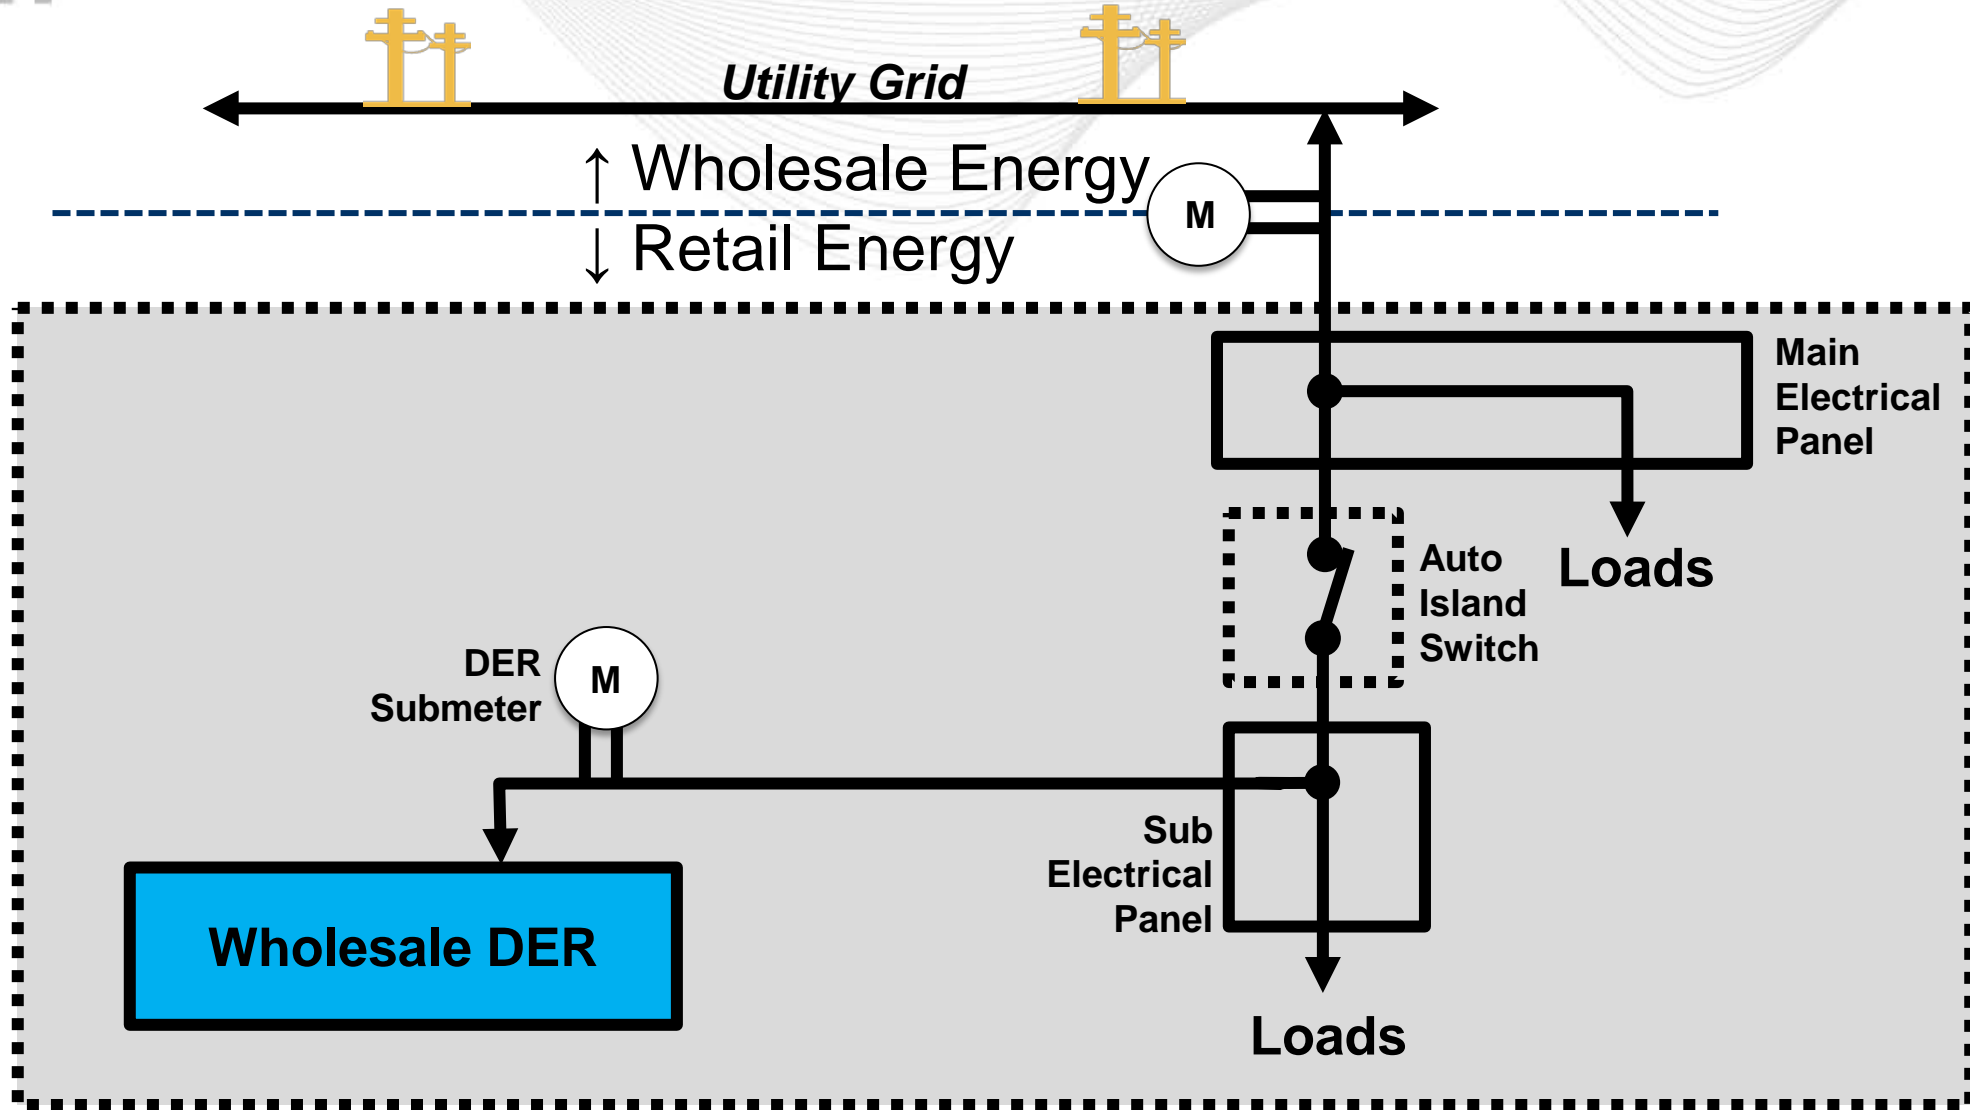 Utility Grid
↑ Wholesale Energy
M
↓ Retail Energy
Main
Electrical
Panel
Auto
Island
Switch
Loads
DER
Submeter
M
Sub
Electrical
Panel
Wholesale DER
Loads